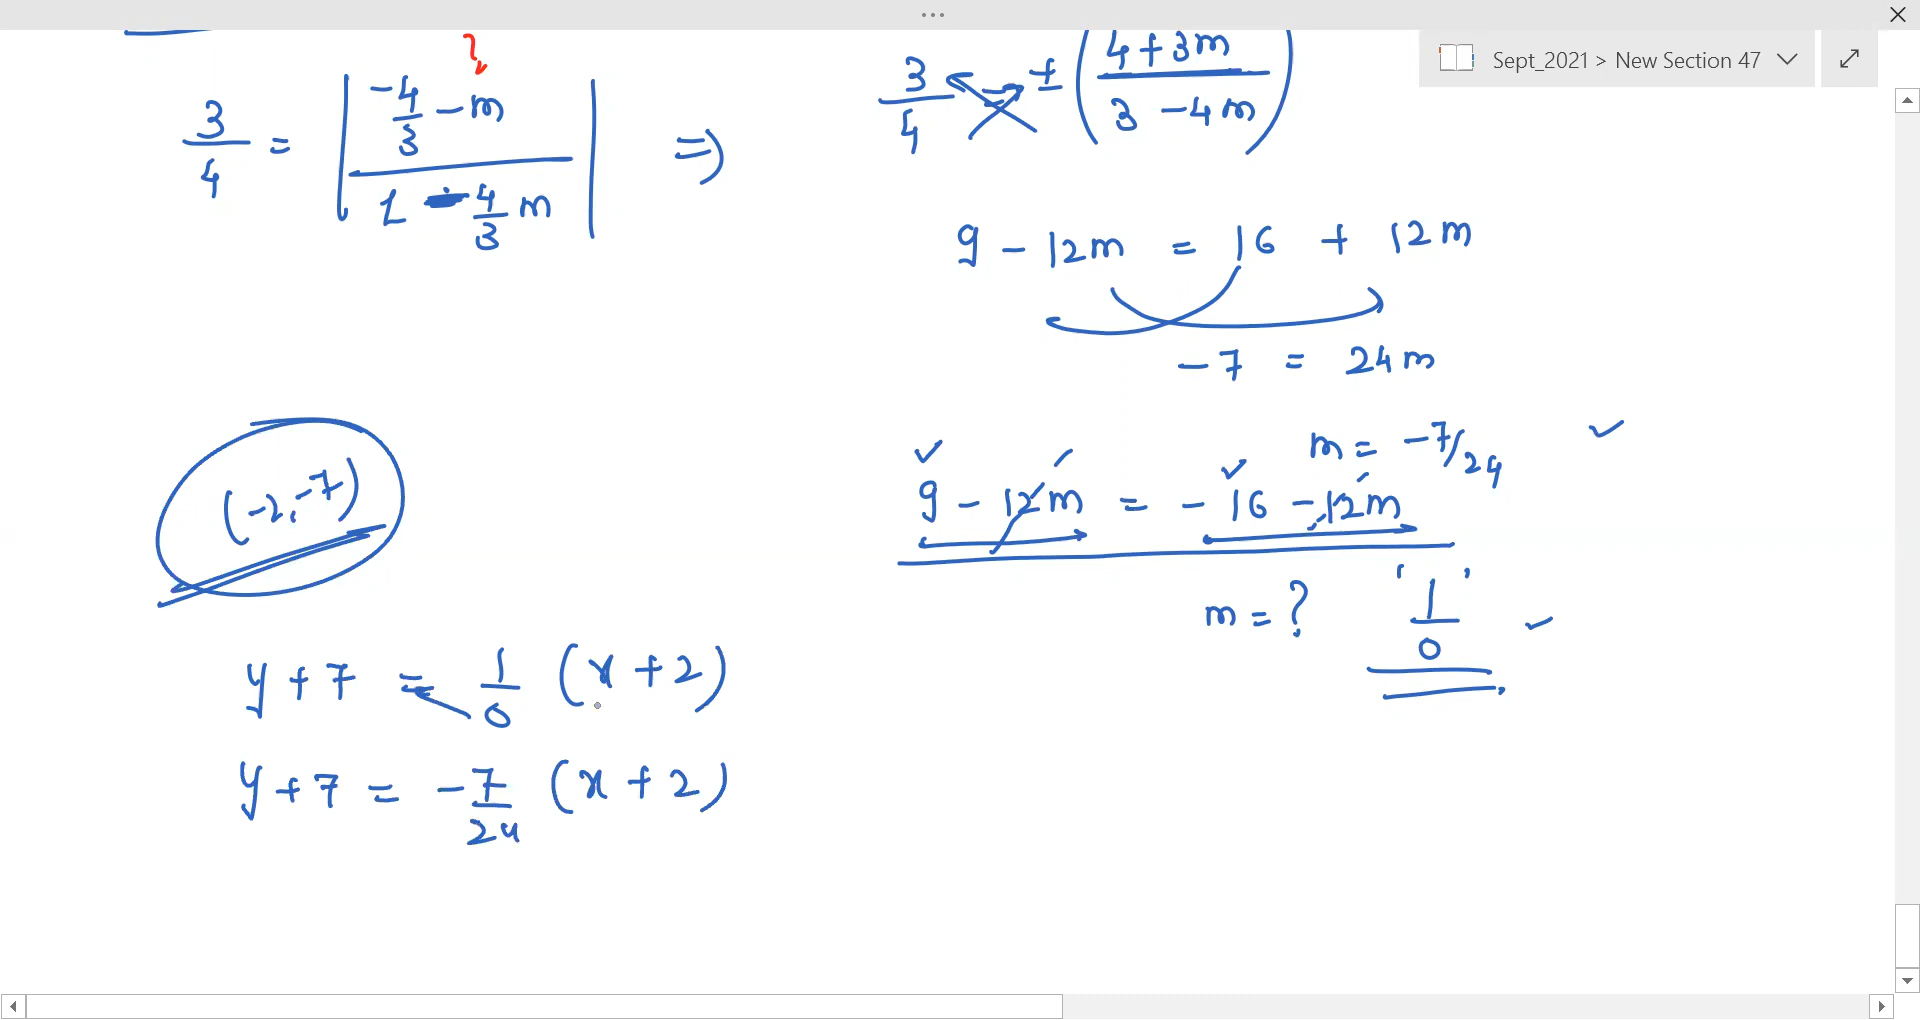 Sept_2021 > New Section 47
3/4 = | (-4/3 - m) / (1 - 4/3 m) | ⇒
3/4 = ± ( (4 + 3m) / (3 - 4m) )
9 - 12m = 16 + 12m
-7 = 24m
m = -7/24 ✓
9 - 12m = -16 - 12m
m = ? '1/0'
(-2, -7)
y + 7 = 1/0 (x + 2)
y + 7 = -7/24 (x + 2)